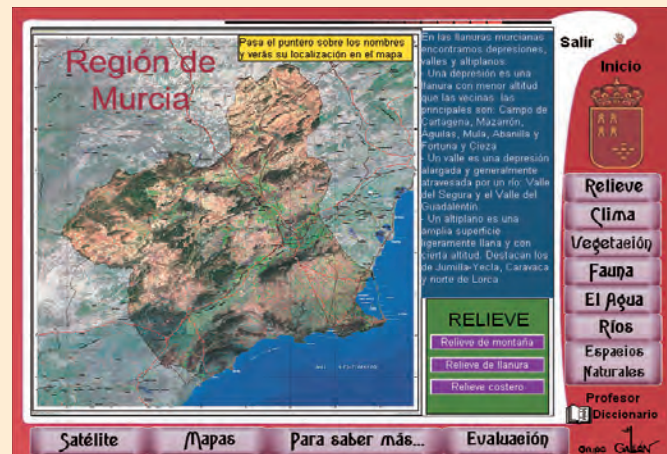 Región de
Murcia
Pasa el puntero sobre los nombres
y verás su localización en el mapa
En las llanuras murcianas
encontramos depresiones,
valles y altiplanos:
- Una depresión es una
llanura con menor altitud
que las vecinas las
principales son: Campo de
Cartagena, Mazarrón,
Águilas, Mula, Abanilla y
Fortuna y Cieza
- Un valle es una depresión
alargada y generalmente
atravesada por un río: Valle
del Segura y el Valle del
Guadalentín.
- Un altiplano es una
amplia superficie
ligeramente llana y con
cierta altitud. Destacan los
de Jumilla-Yecla, Caravaca
y norte de Lorca
RELIEVE
Relieve de montaña
Relieve de llanura
Relieve costero
Salir
Inicio
Relieve
Clima
Vegetación
Fauna
El Agua
Ríos
Espacios
Naturales
Profesor
Diccionario
Satélite
Mapas
Para saber más...
Evaluación
Grupo GALIÁN